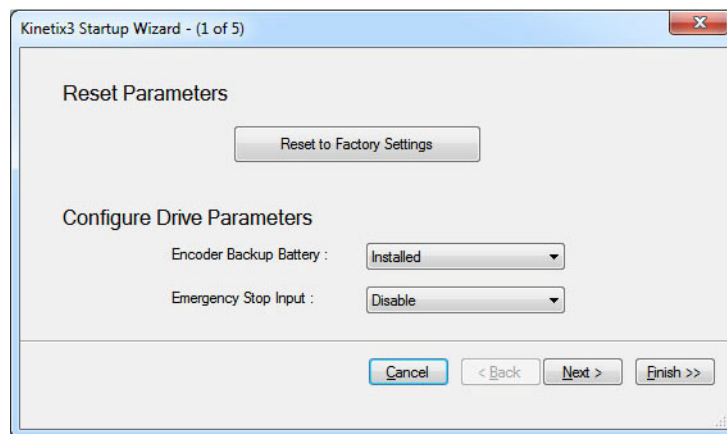 Kinetix3 Startup Wizard - (1 of 5)
Reset Parameters
Reset to Factory Settings
Configure Drive Parameters
Encoder Backup Battery : Installed
Emergency Stop Input : Disable
Cancel < Back Next > Finish >>